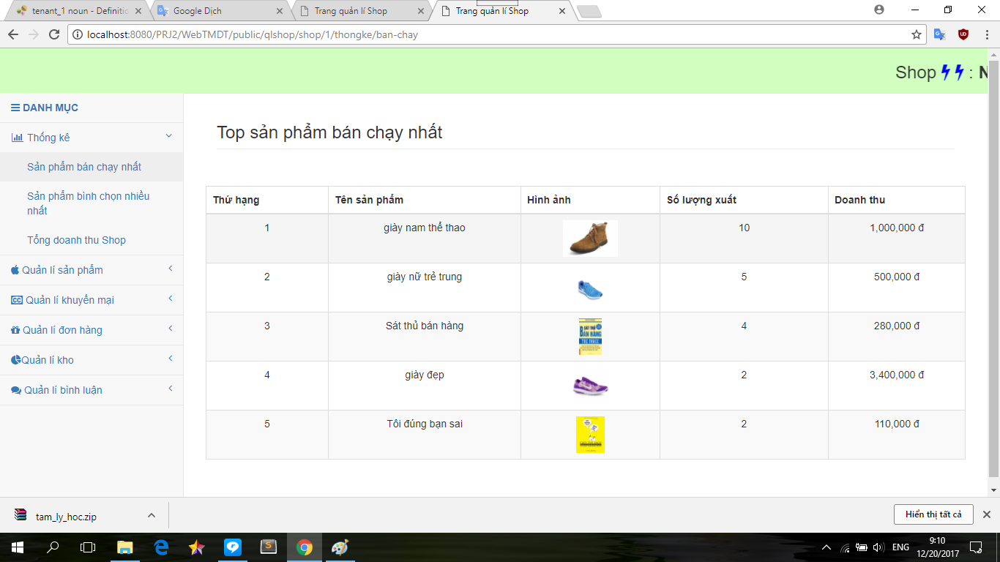 tenant_1 noun - Definitic
Google Dịch
Trang quản lí Shop
Trang quản lí Shop
localhost:8080/PRJ2/WebTMDT/public/qlshop/shop/1/thongke/ban-chay
Shop : N
DANH MỤC
Thống kê
Sản phẩm bán chạy nhất
Sản phẩm bình chọn nhiều
nhất
Tổng doanh thu Shop
Quản lí sản phẩm
Quản lí khuyến mại
Quản lí đơn hàng
Quản lí kho
Quản lí bình luận
Top sản phẩm bán chạy nhất
Thứ hạng Tên sản phẩm Hình ảnh Số lượng xuất Doanh thu
1 giày nam thể thao 10 1,000,000 đ
2 giày nữ trẻ trung 5 500,000 đ
3 Sát thủ bán hàng 4 280,000 đ
SÁT THỦ
BÁN HÀNG
4 giày đẹp 2 3,400,000 đ
5 Tôi đúng bạn sai 2 110,000 đ
tam_ly_hoc.zip
Hiển thị tất cả
ENG
9:10
12/20/2017